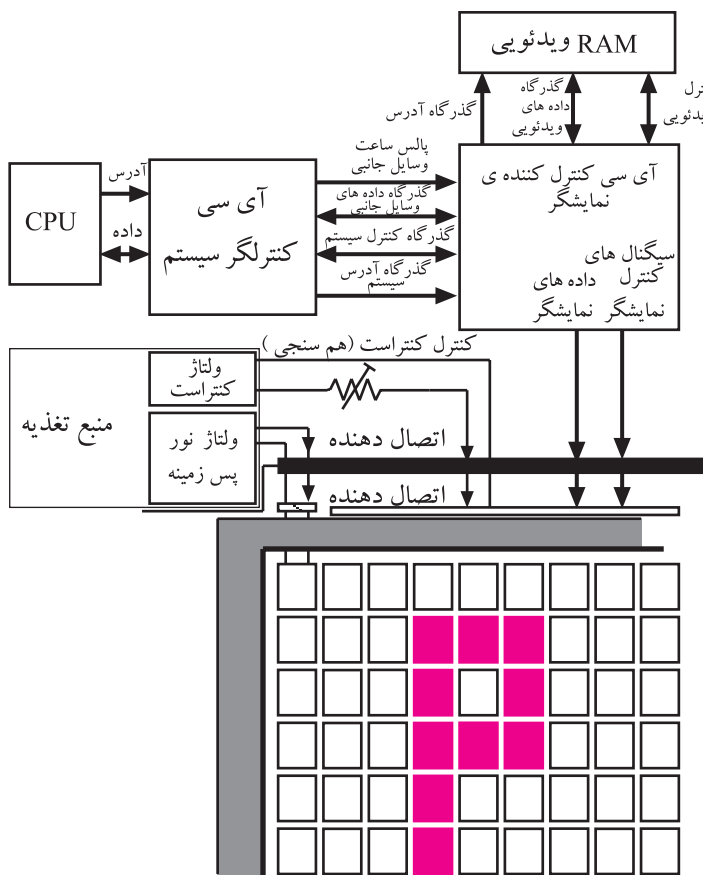 RAM ویدئویی
گذرگاه آدرس
گذرگاه
داده های
ویدئویی
پالس ساعت
وسایل جانبی
گذرگاه داده های
وسایل جانبی
گذرگاه کنترل سیستم
گذرگاه آدرس
سیستم
آی سی کنترل کننده ی
نمایشگر
سیگنال های
کنترل
نمایشگر
داده های
نمایشگر
آدرس
داده
CPU
آی سی
کنترلگر سیستم
کنترل کنتراست (هم سنجی)
ولتاژ
کنتراست
منبع تغذیه
ولتاژ نور
پس زمینه
اتصال دهنده
اتصال دهنده